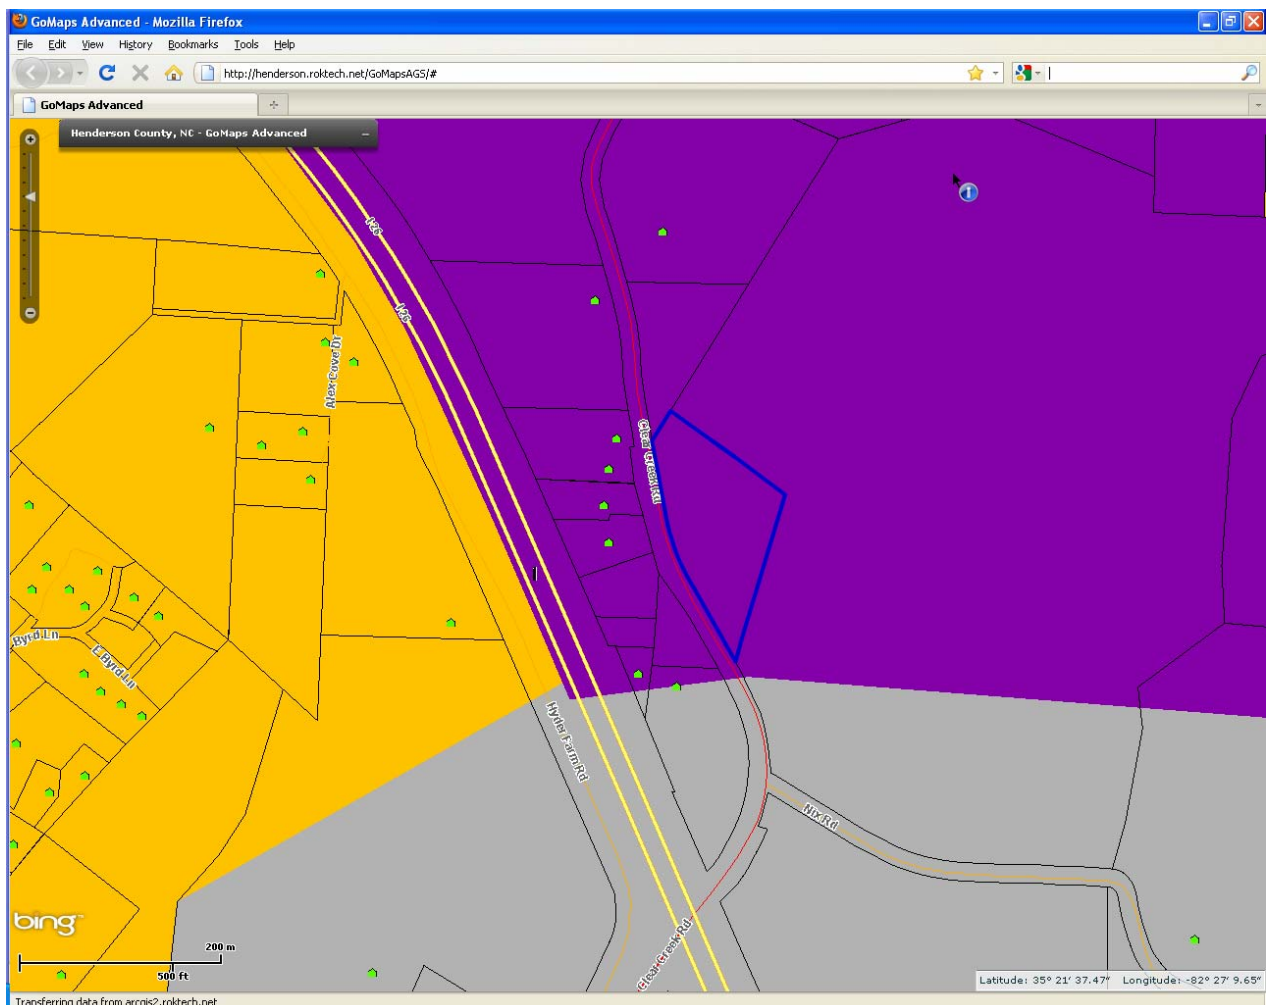 GoMaps Advanced - Mozilla Firefox
File Edit View History Bookmarks Tools Help
http://henderson.roktech.net/GoMapsAGS/#
GoMaps Advanced
Henderson County, NC - GoMaps Advanced
I 26
I 26
Alex Cove Dr
Clear Creek Rd
Byrd Ln
E Byrd Ln
Hyder Farm Rd
Nix Rd
Clear Creek Rd
bing
200 m
500 ft
Latitude: 35° 21' 37.47" Longitude: -82° 27' 9.65"
Transferring data from arcgis2.roktech.net